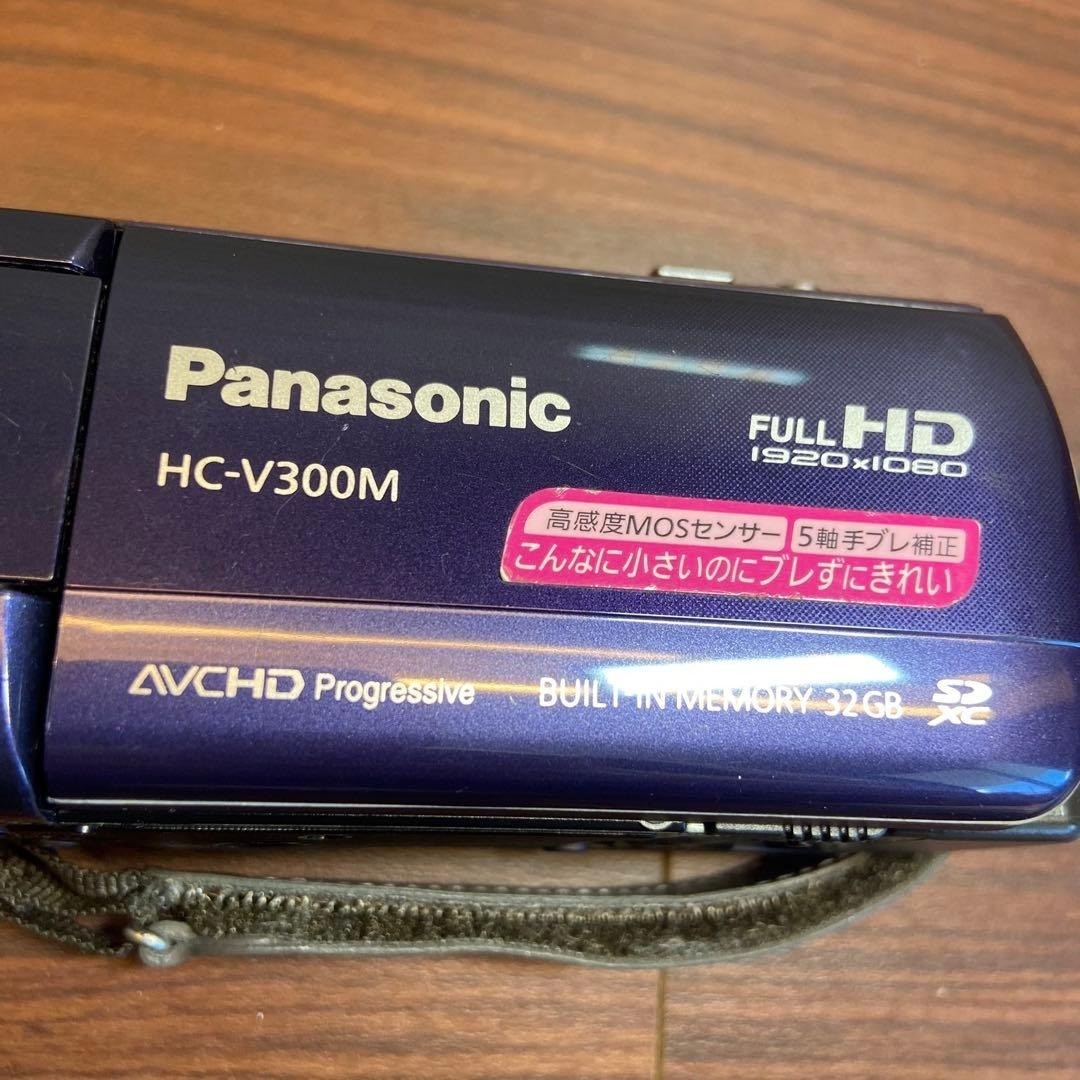 Panasonic
HC-V300M
FULL HD
1920x1080
高感度MOSセンサー 5軸手ブレ補正
こんなに小さいのにブレずにきれい
AVCHD Progressive
BUILT-IN MEMORY 32GB
SD
XC